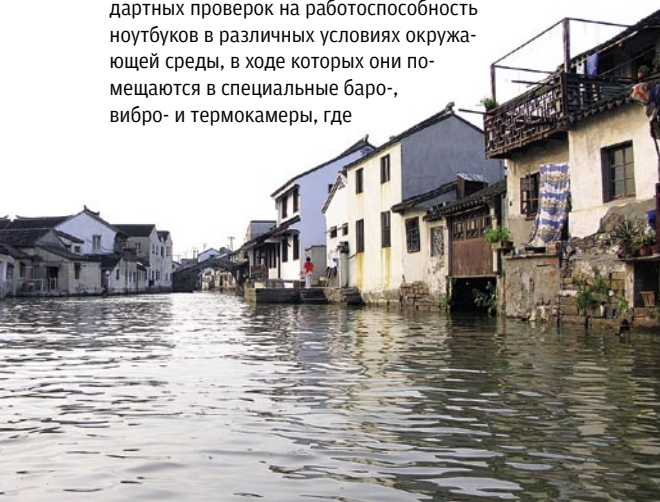 дартных проверок на работоспособность
ноутбуков в различных условиях окружа-
ющей среды, в ходе которых они по-
мещаются в специальные баро-,
вибро- и термокамеры, где